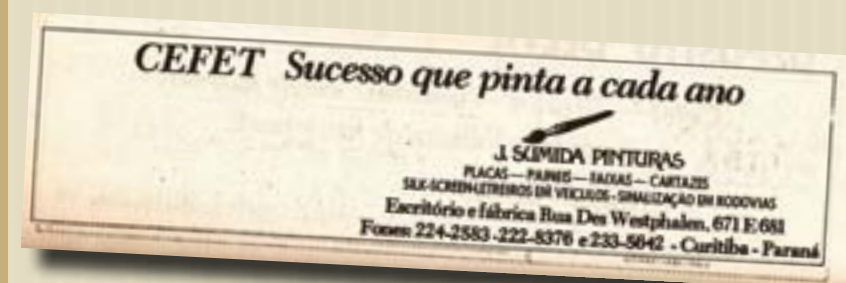 CEFET Sucesso que pinta a cada ano
J. SUMIDA PINTURAS
PLACAS — PAINEIS — FAIXAS — CARTAZES
SILK-SCREEN-LETREIROS EM VEICULOS - SINALIZAÇÃO EM RODOVIAS
Escritório e fábrica Rua Des Westphalen, 671 E 681
Fones: 224-2583 - 222-8376 e 233-5642 - Curitiba - Paraná